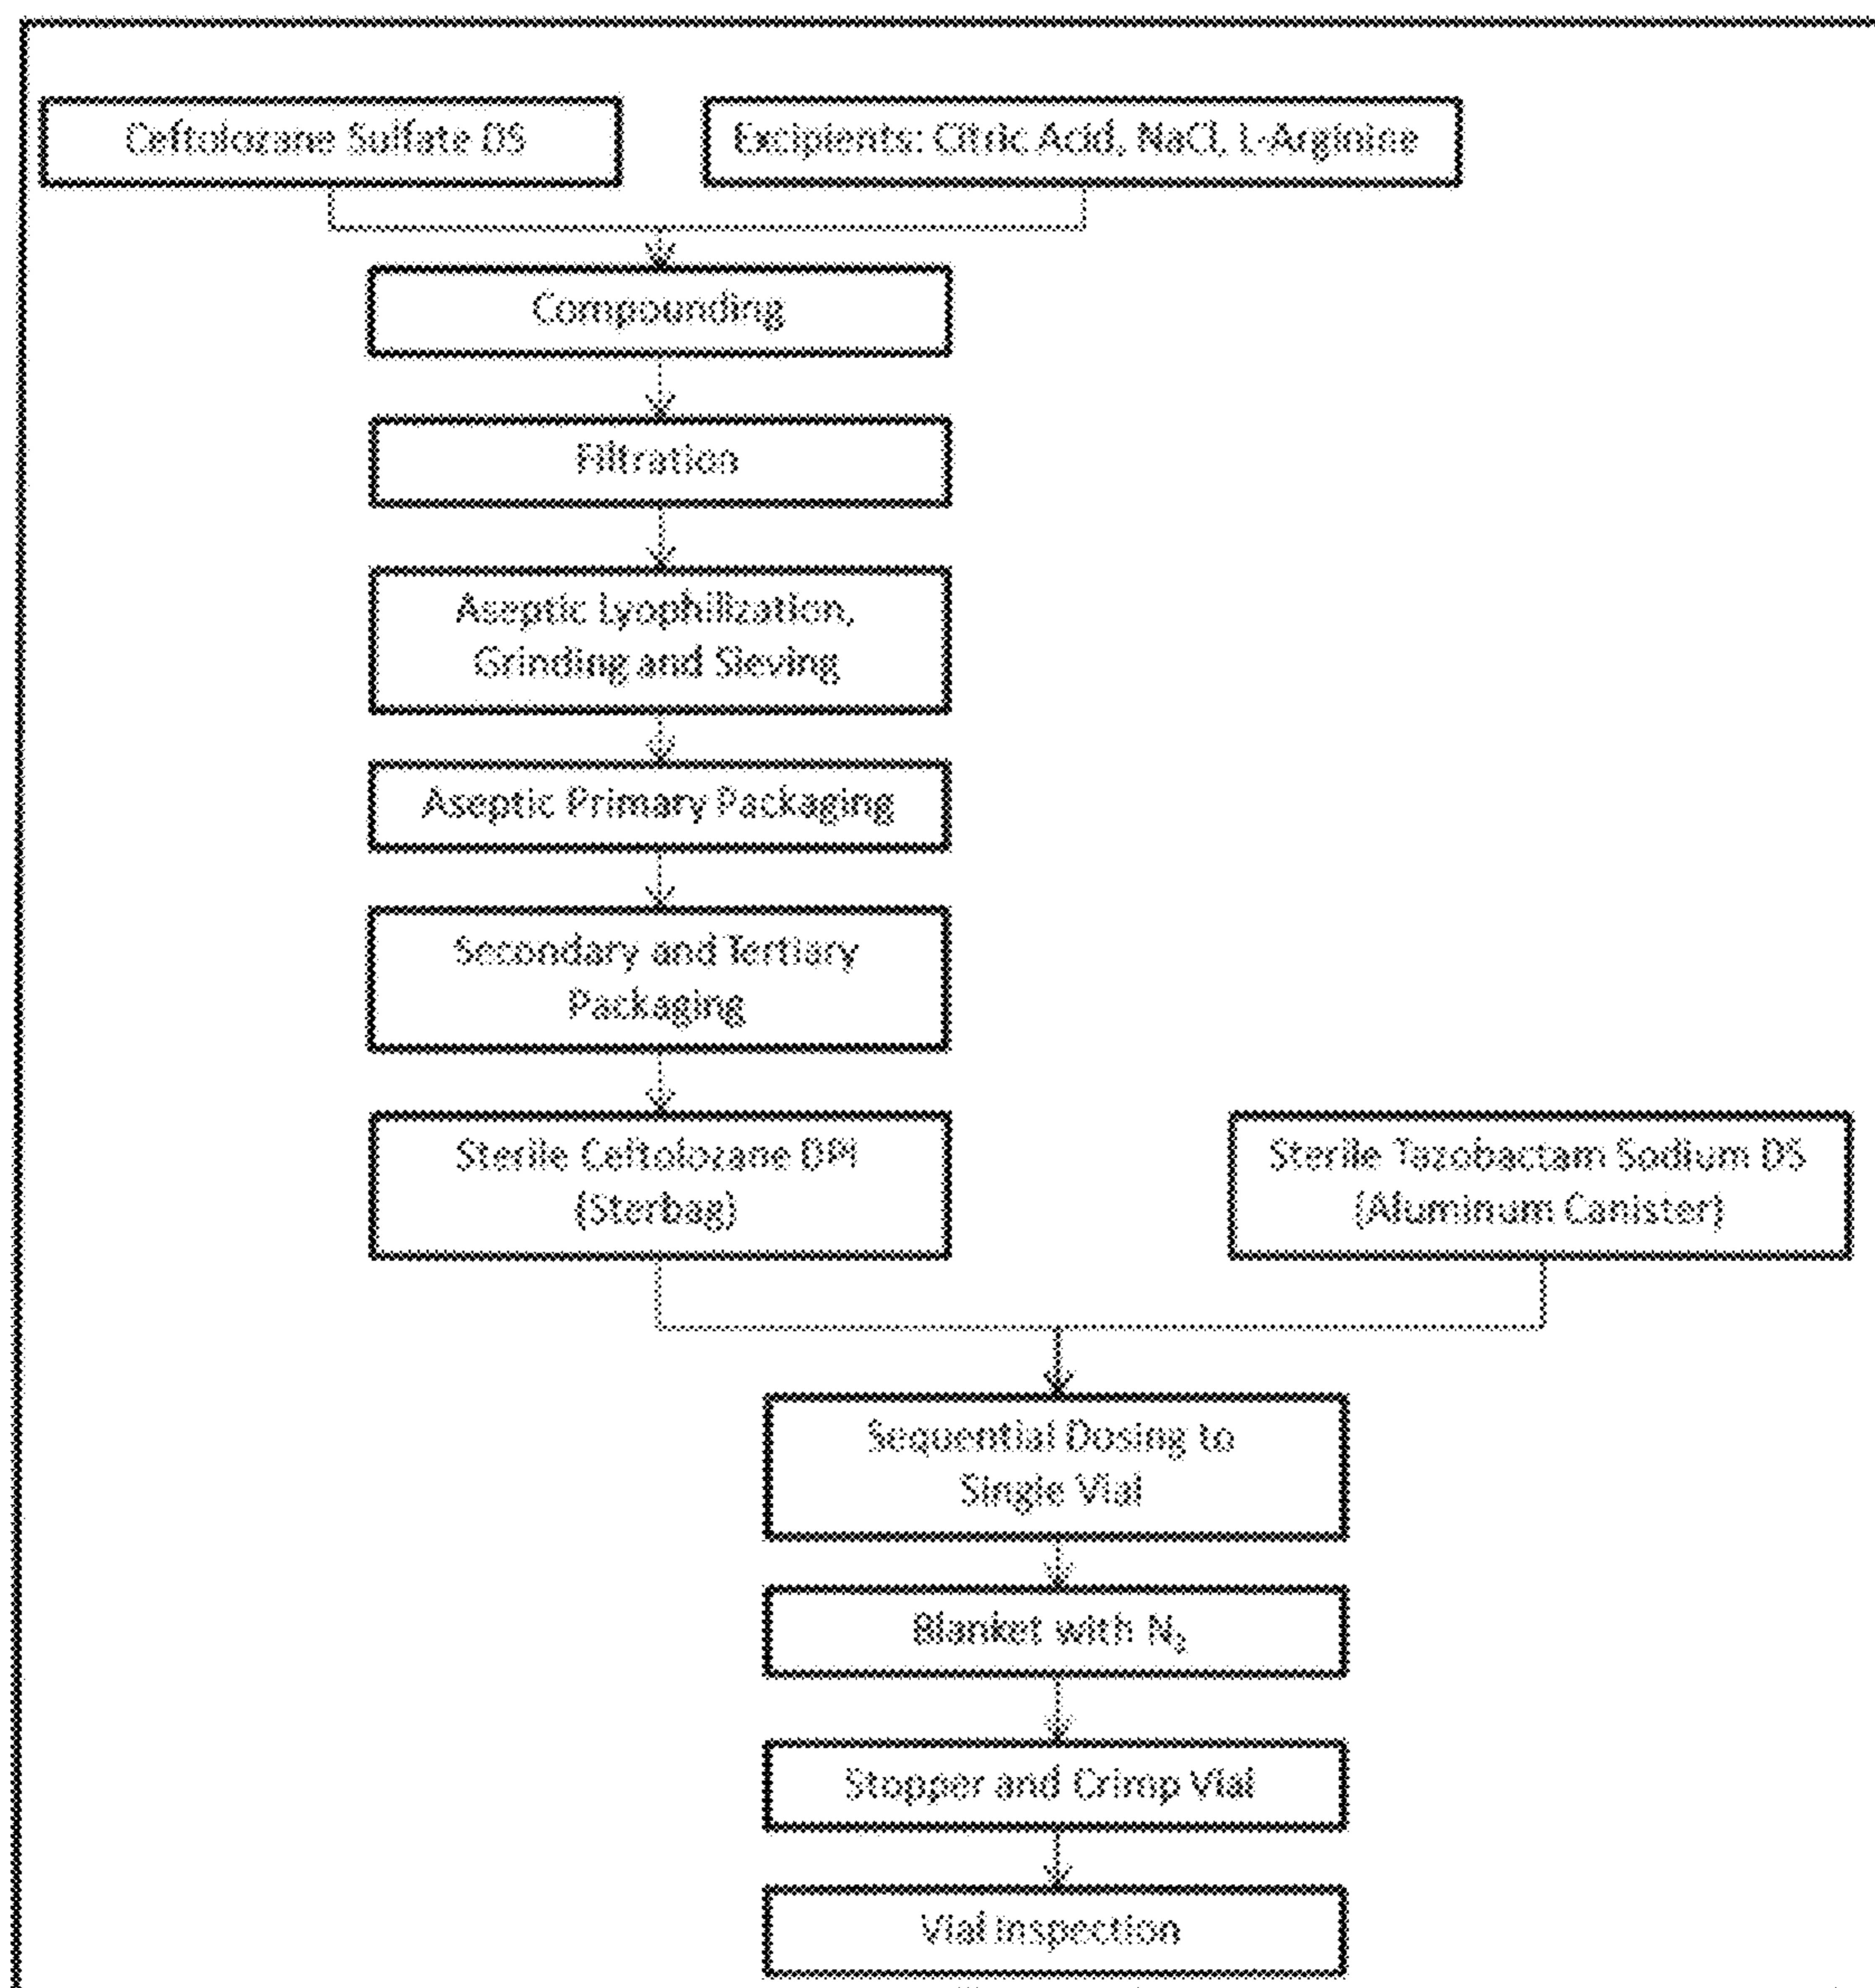 Ceftolozane Sulfate DS
Excipients: Citric Acid, NaCl, L-Arginine
Compounding
Filtration
Aseptic Lyophilization,
Grinding and Sieving
Aseptic Primary Packaging
Secondary and Tertiary
Packaging
Sterile Ceftolozane DPI
(Sterbag)
Sterile Tazobactam Sodium DS
(Aluminum Canister)
Sequential Dosing to
Single Vial
Blanket with N₂
Stopper and Crimp Vial
Vial Inspection